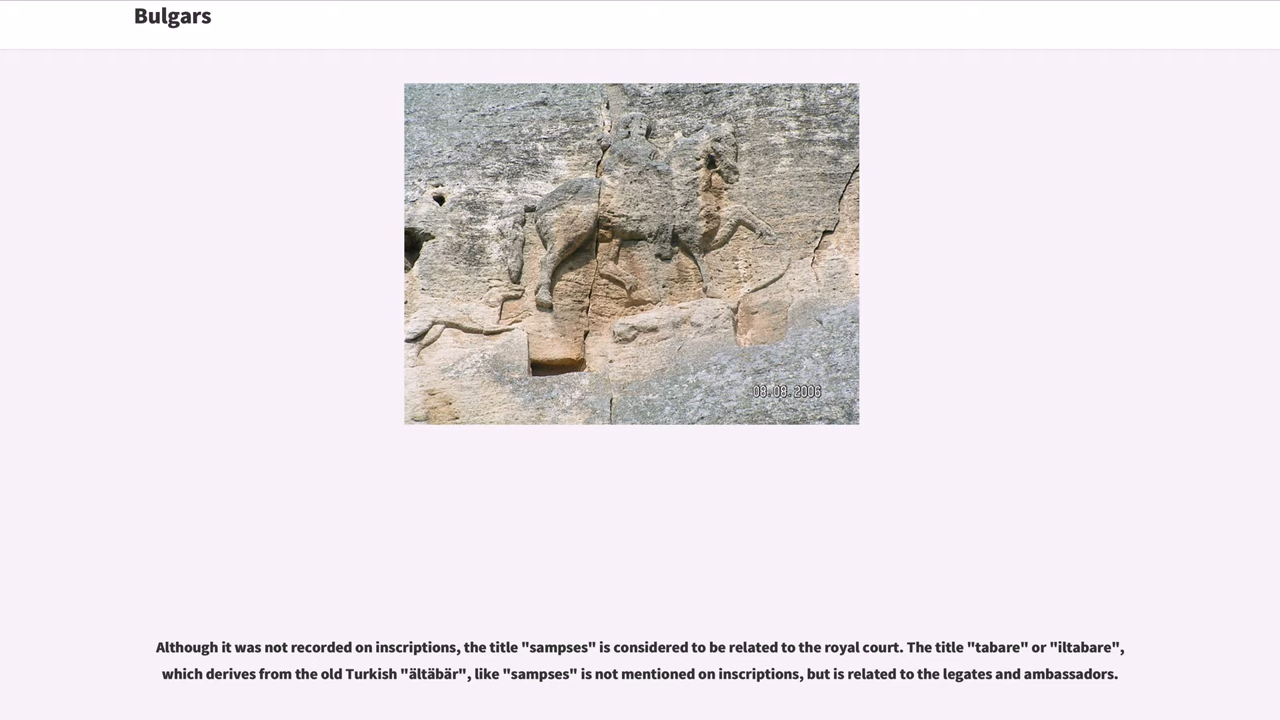 Bulgars
09.08.2006
Although it was not recorded on inscriptions, the title "sampses" is considered to be related to the royal court. The title "tabare" or "iltabare",
which derives from the old Turkish "ältäbär", like "sampses" is not mentioned on inscriptions, but is related to the legates and ambassadors.